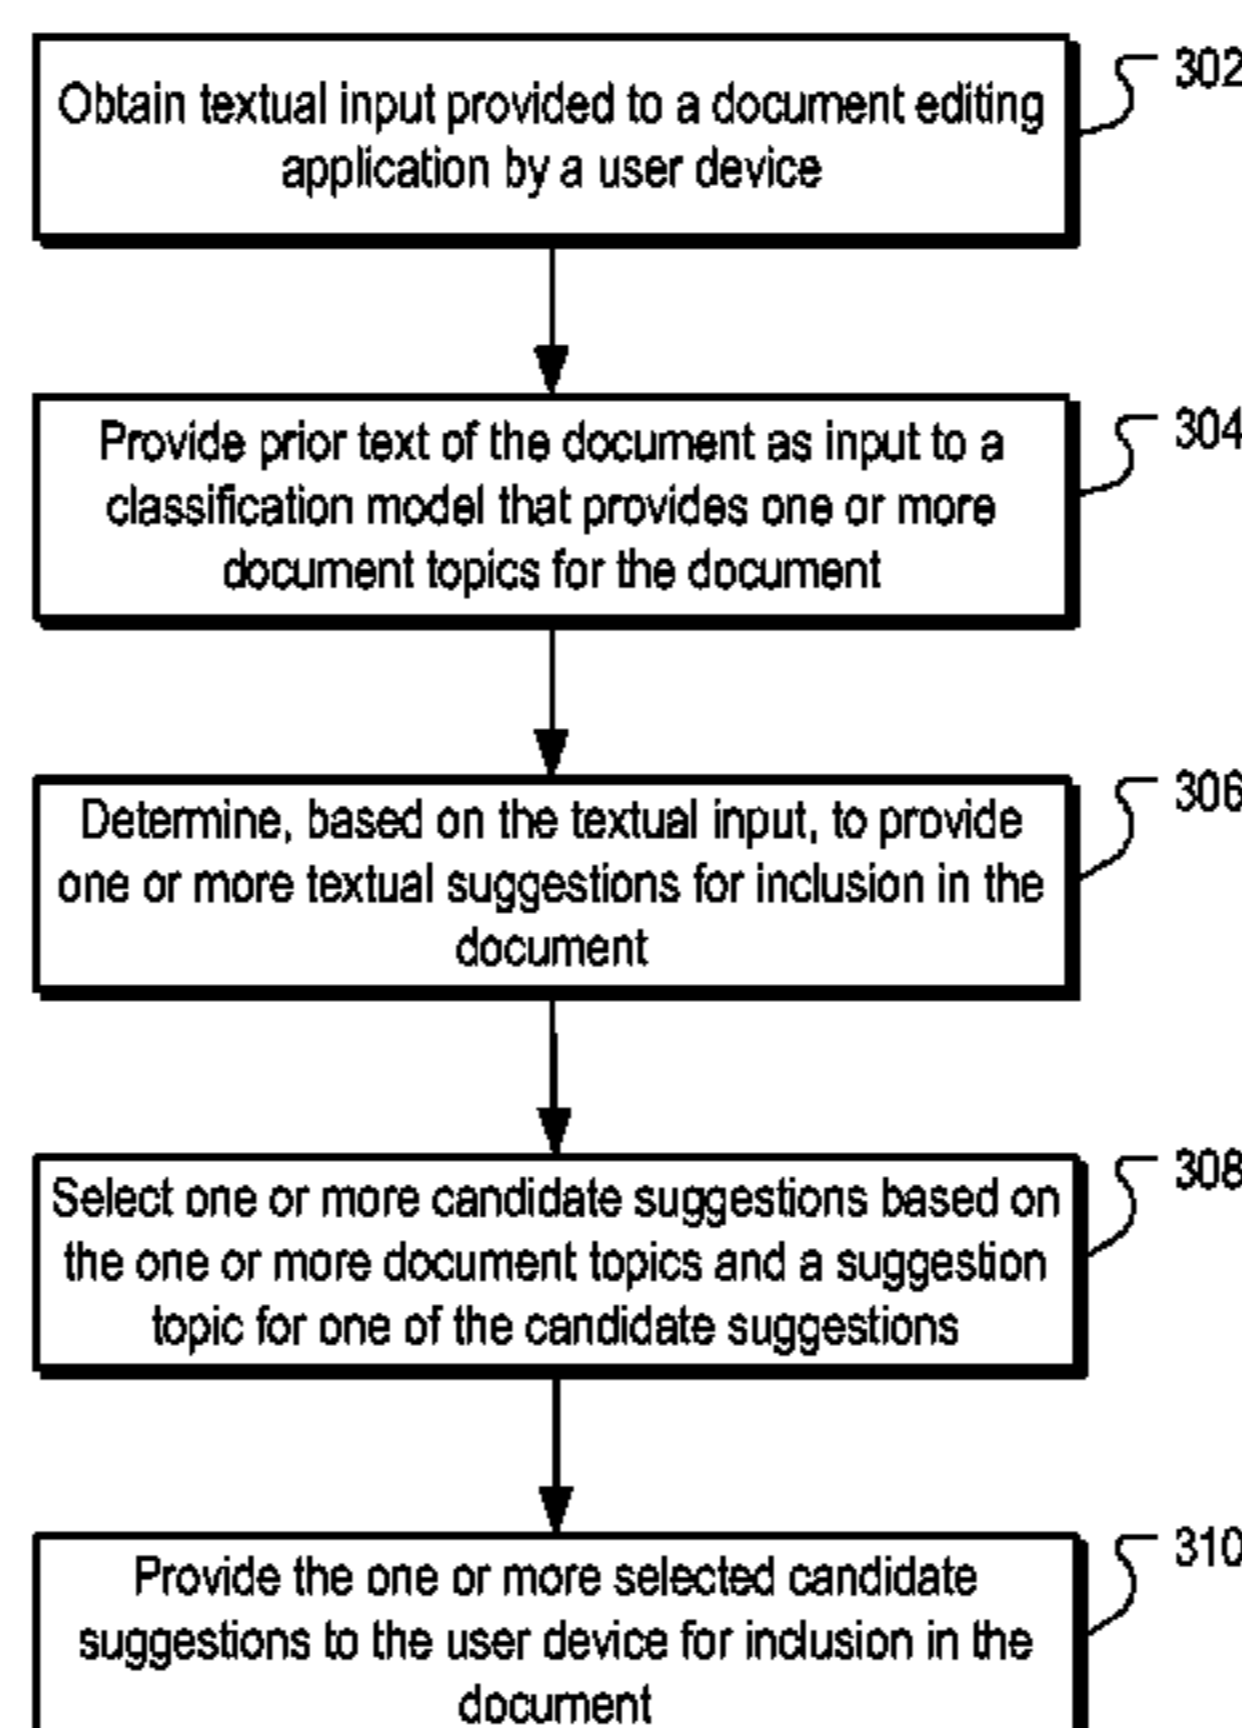 302
Obtain textual input provided to a document editing
application by a user device
304
Provide prior text of the document as input to a
classification model that provides one or more
document topics for the document
306
Determine, based on the textual input, to provide
one or more textual suggestions for inclusion in the
document
308
Select one or more candidate suggestions based on
the one or more document topics and a suggestion
topic for one of the candidate suggestions
310
Provide the one or more selected candidate
suggestions to the user device for inclusion in the
document